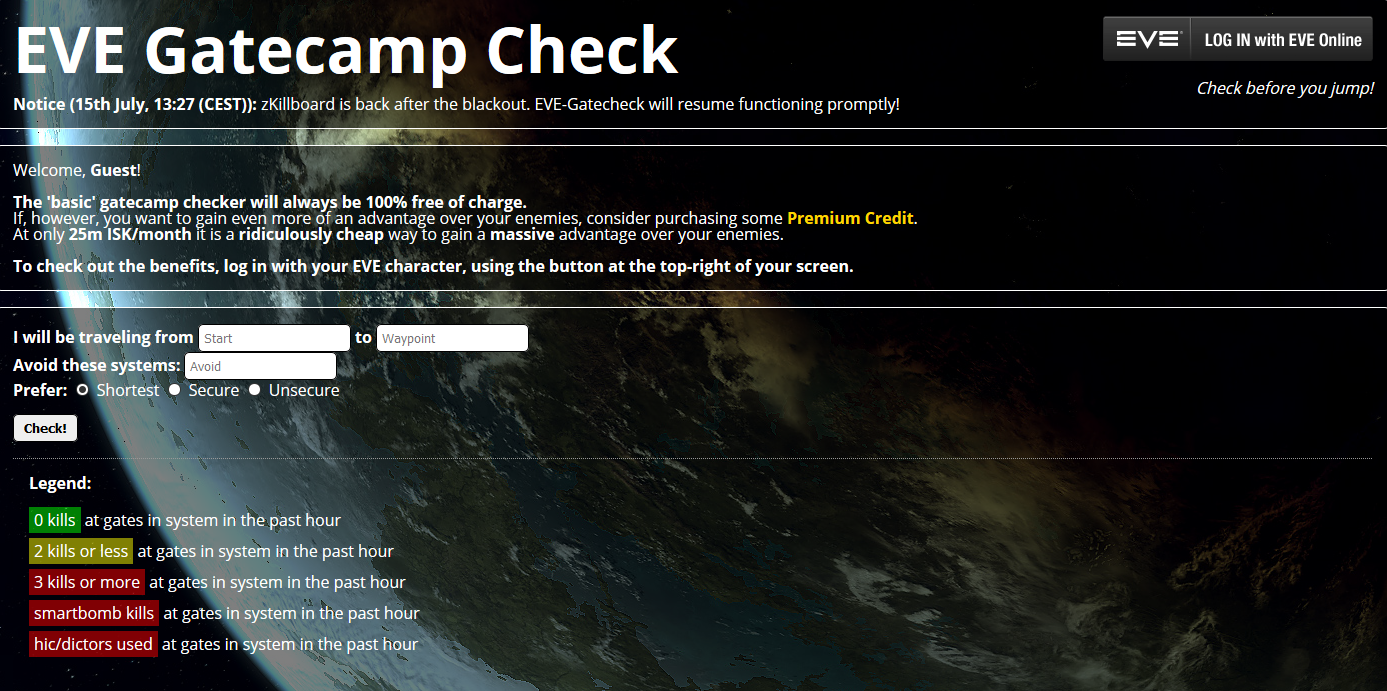 EVE Gatecamp Check
EVE LOG IN with EVE Online
Notice (15th July, 13:27 (CEST)): zKillboard is back after the blackout. EVE-Gatecheck will resume functioning promptly!
Check before you jump!
Welcome, Guest!
The 'basic' gatecamp checker will always be 100% free of charge.
If, however, you want to gain even more of an advantage over your enemies, consider purchasing some Premium Credit.
At only 25m ISK/month it is a ridiculously cheap way to gain a massive advantage over your enemies.
To check out the benefits, log in with your EVE character, using the button at the top-right of your screen.
I will be traveling from Start to Waypoint
Avoid these systems: Avoid
Prefer: Shortest Secure Unsecure
Check!
Legend:
0 kills at gates in system in the past hour
2 kills or less at gates in system in the past hour
3 kills or more at gates in system in the past hour
smartbomb kills at gates in system in the past hour
hic/dictors used at gates in system in the past hour